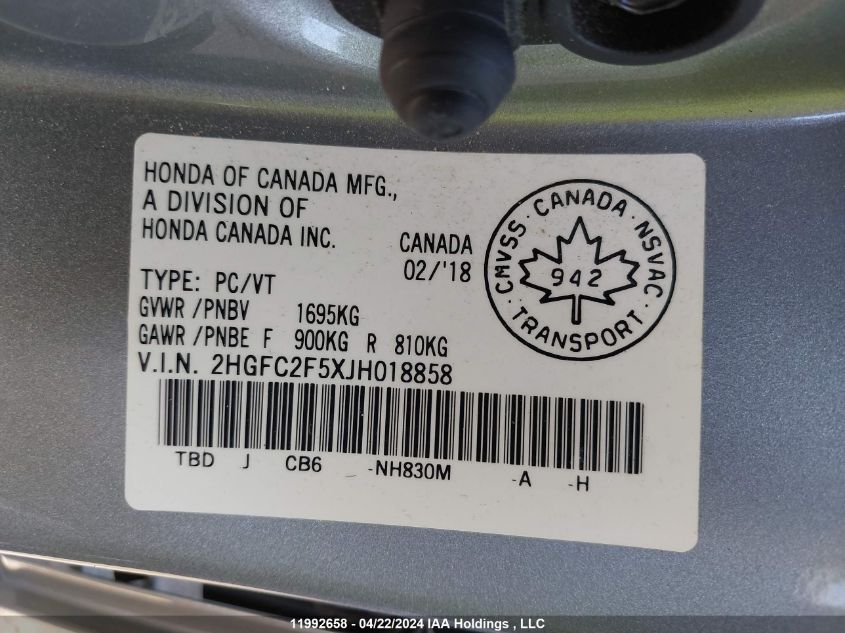 HONDA OF CANADA MFG.,
A DIVISION OF
HONDA CANADA INC.
CANADA
02/'18
TYPE: PC/VT
GVWR /PNBV 1695KG
GAWR /PNBE F 900KG R 810KG
V.I.N. 2HGFC2F5XJH018858
TBD J CB6 -NH830M -A -H
CMVSS · CANADA · NSVAC
942
· TRANSPORT ·
11992658 - 04/22/2024 IAA Holdings , LLC